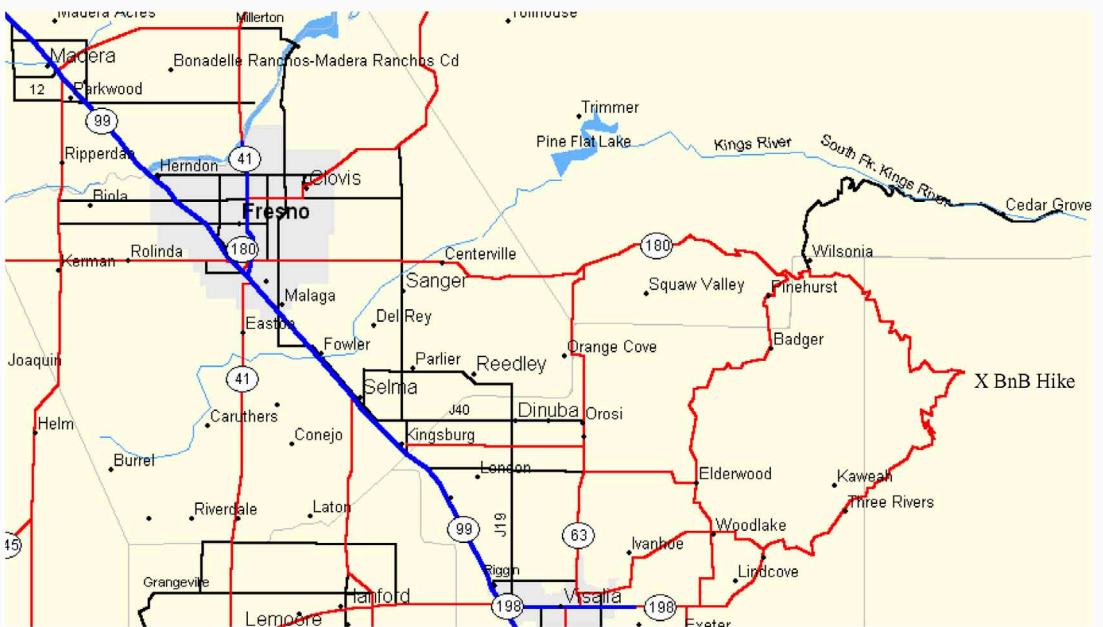 Madera Acres
Millerton
Tollhouse
Madera
Bonadelle Ranchos-Madera Ranchos Cd
12
Parkwood
99
Trimmer
Pine Flat Lake
Kings River
South Fk. Kings River
Ripperdan
Herndon
41
Clovis
Biola
Fresno
Cedar Grove
Rolinda
180
Centerville
180
Wilsonia
Kerman
Sanger
Squaw Valley
Pinehurst
Malaga
Easton
Del Rey
Fowler
Orange Cove
Badger
Joaquin
Parlier
Reedley
41
Selma
X BnB Hike
Helm
Caruthers
J40
Dinuba
Orosi
Conejo
Kingsburg
Burrel
London
Elderwood
Kaweah
Three Rivers
Riverdale
Laton
99
J19
63
Woodlake
45
Ivanhoe
Riggin
Lindcove
Grangeville
Hanford
198
Visalia
198
Lemoore
Exeter